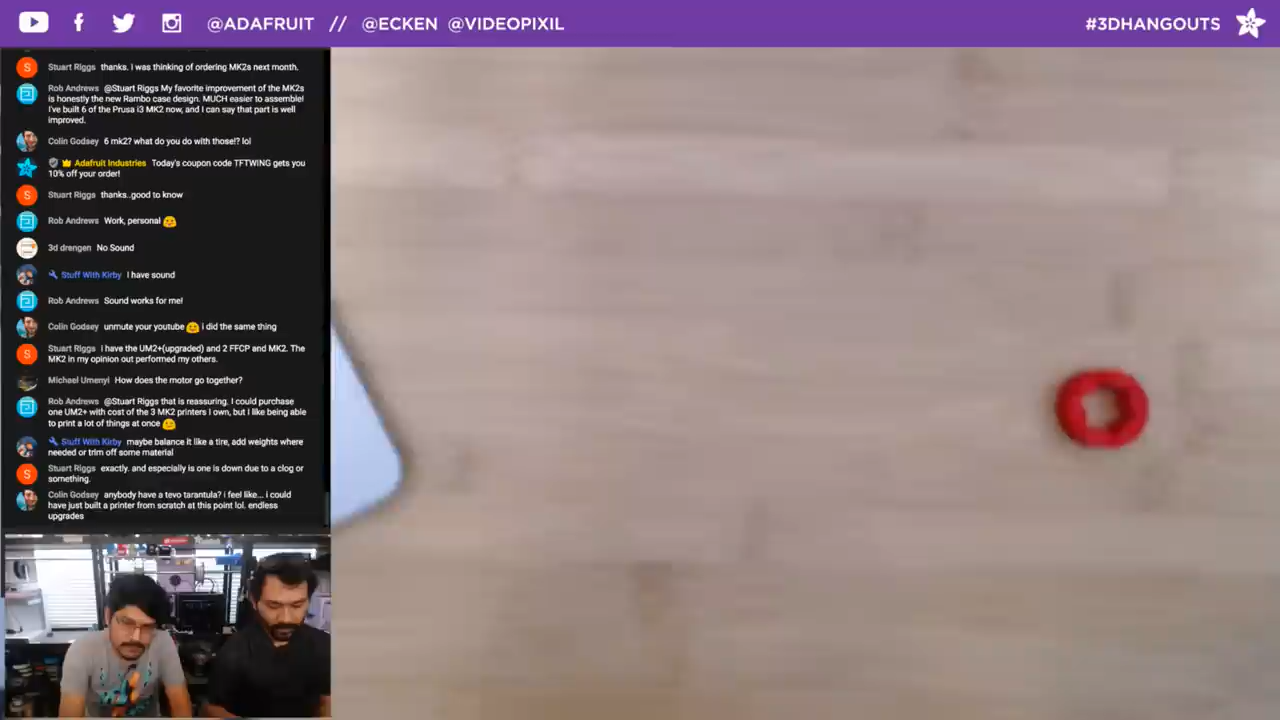 @ADAFRUIT // @ECKEN @VIDEOPIXIL
#3DHANGOUTS
Stuart Riggs thanks. i was thinking of ordering MK2s next month.
Rob Andrews @Stuart Riggs My favorite improvement of the MK2s
is honestly the new Rambo case design. MUCH easier to assemble!
I've built 6 of the Prusa i3 MK2 now, and I can say that part is well
improved.
Colin Godsey 6 mk2? what do you do with those!? lol
Adafruit Industries Today's coupon code TFTWING gets you
10% off your order!
Stuart Riggs thanks..good to know
Rob Andrews Work, personal
3d drengen No Sound
Stuff With Kirby I have sound
Rob Andrews Sound works for me!
Colin Godsey unmute your youtube i did the same thing
Stuart Riggs i have the UM2+(upgraded) and 2 FFCP and MK2. The
MK2 in my opinion out performed my others.
Michael Umenyi How does the motor go together?
Rob Andrews @Stuart Riggs that is reassuring. I could purchase
one UM2+ with cost of the 3 MK2 printers I own, but I like being able
to print a lot of things at once
Stuff With Kirby maybe balance it like a tire, add weights where
needed or trim off some material
Stuart Riggs exactly. and especially is one is down due to a clog or
something.
Colin Godsey anybody have a tevo tarantula? i feel like... i could
have just built a printer from scratch at this point lol. endless
upgrades